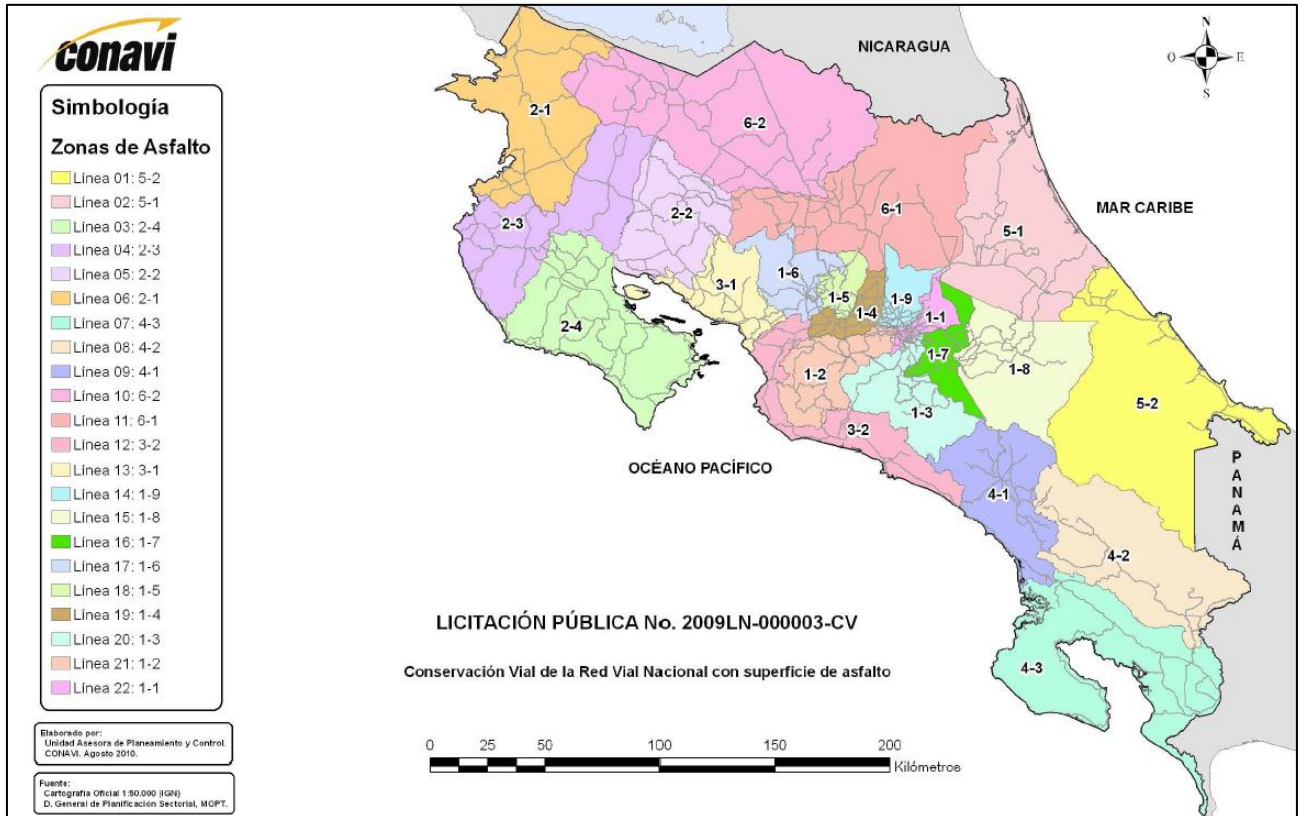 conavi
Simbología
Zonas de Asfalto
Línea 01: 5-2
Línea 02: 5-1
Línea 03: 2-4
Línea 04: 2-3
Línea 05: 2-2
Línea 06: 2-1
Línea 07: 4-3
Línea 08: 4-2
Línea 09: 4-1
Línea 10: 6-2
Línea 11: 6-1
Línea 12: 3-2
Línea 13: 3-1
Línea 14: 1-9
Línea 15: 1-8
Línea 16: 1-7
Línea 17: 1-6
Línea 18: 1-5
Línea 19: 1-4
Línea 20: 1-3
Línea 21: 1-2
Línea 22: 1-1
Elaborado por:
Unidad Asesora de Planeamiento y Control.
CONAVI. Agosto 2010.
Fuente:
Cartografia Oficial 1:50.000 (IGN)
D. General de Planificación Sectorial, MOPT.
NICARAGUA
N
O E
S
2-1
6-2
MAR CARIBE
2-2
6-1
2-3
5-1
3-1
1-6
1-5
1-9
1-4
1-1
2-4
1-7
1-8
1-2
5-2
1-3
3-2
OCÉANO PACÍFICO
PANAMÁ
4-1
4-2
4-3
LICITACIÓN PÚBLICA No. 2009LN-000003-CV
Conservación Vial de la Red Vial Nacional con superficie de asfalto
0 25 50 100 150 200
Kilómetros